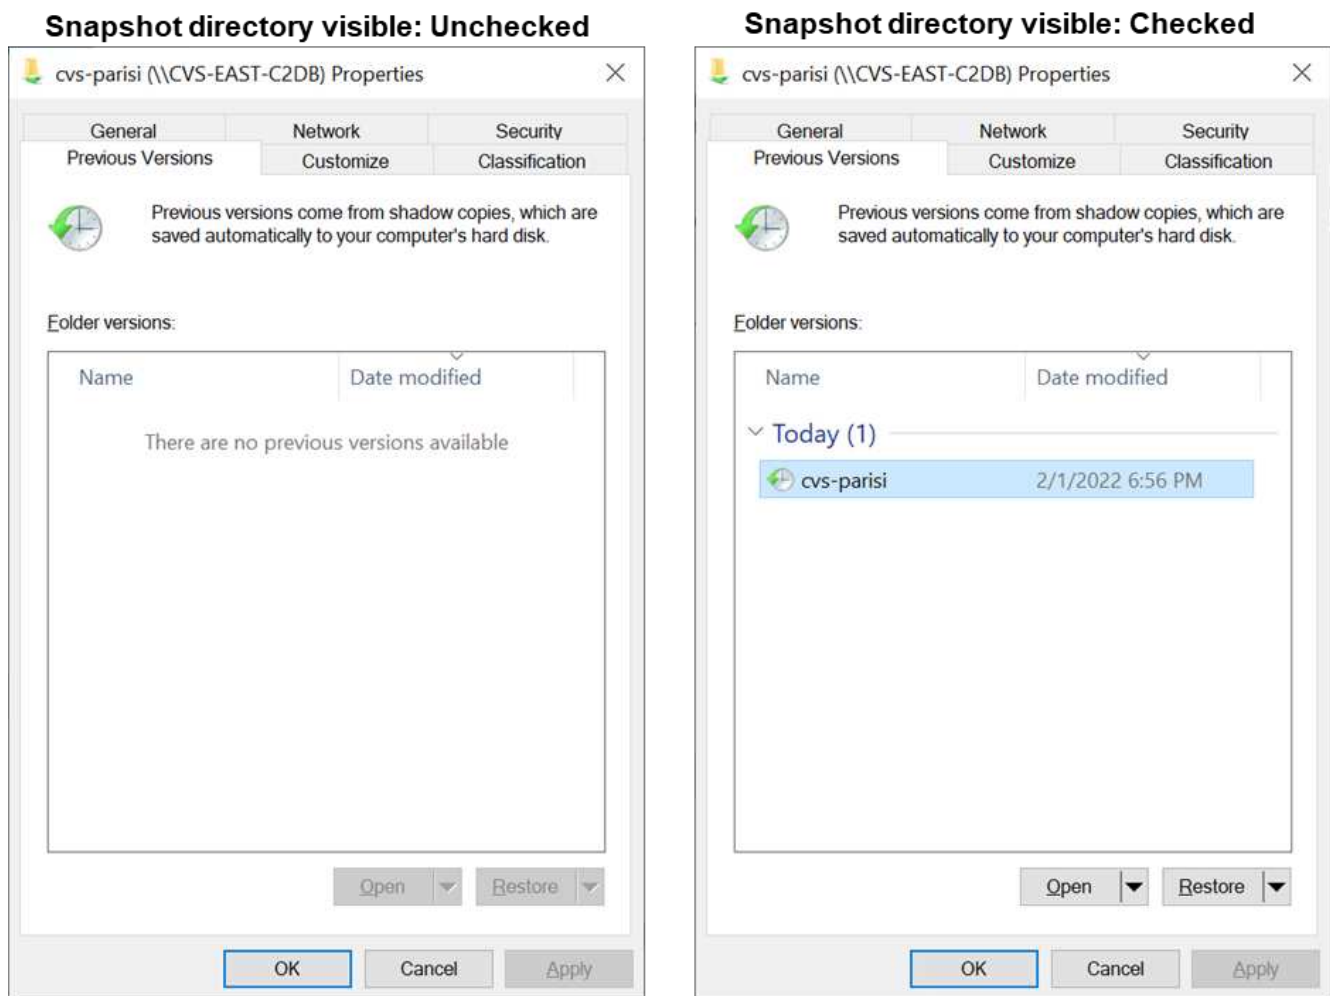 Snapshot directory visible: Unchecked
cvs-parisi (\\CVS-EAST-C2DB) Properties
General Network Security
Previous Versions Customize Classification
Previous versions come from shadow copies, which are
saved automatically to your computer's hard disk.
Folder versions:
Name Date modified
There are no previous versions available
Open Restore
OK Cancel Apply
Snapshot directory visible: Checked
cvs-parisi (\\CVS-EAST-C2DB) Properties
General Network Security
Previous Versions Customize Classification
Previous versions come from shadow copies, which are
saved automatically to your computer's hard disk.
Folder versions:
Name Date modified
Today (1)
cvs-parisi 2/1/2022 6:56 PM
Open Restore
OK Cancel Apply